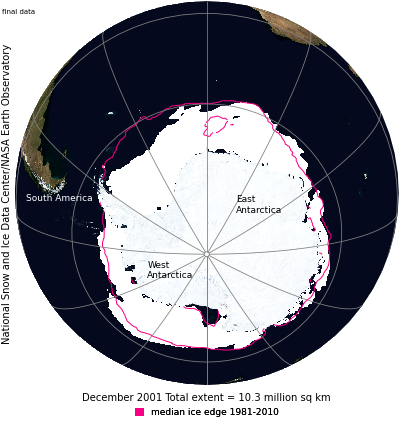 final data
National Snow and Ice Data Center/NASA Earth Observatory
South America
East
Antarctica
West
Antarctica
December 2001 Total extent = 10.3 million sq km
median ice edge 1981-2010